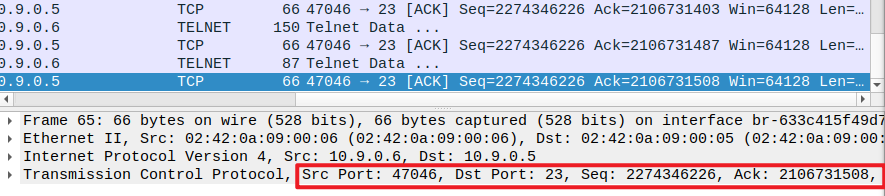 0.9.0.5 TCP 66 47046 → 23 [ACK] Seq=2274346226 Ack=2106731403 Win=64128 Len=…
0.9.0.6 TELNET 150 Telnet Data ...
0.9.0.5 TCP 66 47046 → 23 [ACK] Seq=2274346226 Ack=2106731487 Win=64128 Len=…
0.9.0.6 TELNET 87 Telnet Data ...
0.9.0.5 TCP 66 47046 → 23 [ACK] Seq=2274346226 Ack=2106731508 Win=64128 Len=…
Frame 65: 66 bytes on wire (528 bits), 66 bytes captured (528 bits) on interface br-633c415f49d7
Ethernet II, Src: 02:42:0a:09:00:06 (02:42:0a:09:00:06), Dst: 02:42:0a:09:00:05 (02:42:0a:09:00:0
Internet Protocol Version 4, Src: 10.9.0.6, Dst: 10.9.0.5
Transmission Control Protocol, Src Port: 47046, Dst Port: 23, Seq: 2274346226, Ack: 2106731508,